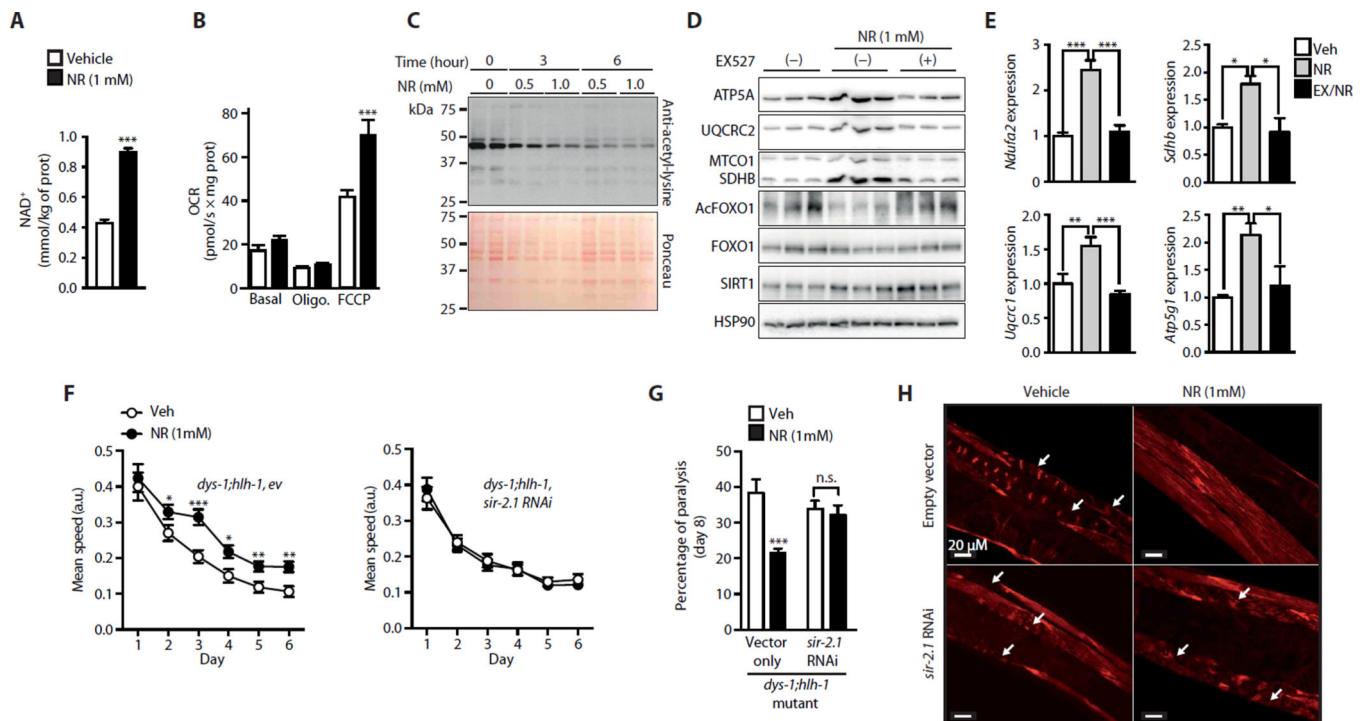 A
Vehicle
NR (1 mM)
NAD+
(mmol/kg of prot)
1.0
0.8
0.6
0.4
0.2
0.0
***
B
OCR
(pmol/s × mg prot)
80
60
40
20
0
***
Basal Oligo. FCCP
C
Time (hour) 0 3 6
NR (mM) 0 0.5 1.0 0.5 1.0
kDa
75
50
37
25
Anti-acetyl-lysine
75
50
37
25
Ponceau
D
NR (1 mM)
EX527 (−) (−) (+)
ATP5A
UQCRC2
MTCO1
SDHB
AcFOXO1
FOXO1
SIRT1
HSP90
E
Veh
NR
EX/NR
Ndufa2 expression
3
2
1
0
*** ***
Sdhb expression
2.5
2.0
1.5
1.0
0.5
0.0
* *
Uqcrc1 expression
2.0
1.5
1.0
0.5
0.0
** ***
Atp5g1 expression
2.5
2.0
1.5
1.0
0.5
0.0
** *
F
Veh
NR (1mM)
Mean speed (a.u.)
0.5
0.4
0.3
0.2
0.1
0.0
dys-1;hlh-1, ev
* *** * ** **
1 2 3 4 5 6
Day
Mean speed (a.u.)
0.5
0.4
0.3
0.2
0.1
0.0
dys-1;hlh-1,
sir-2.1 RNAi
1 2 3 4 5 6
Day
G
Veh
NR (1mM)
Percentage of paralysis
(day 8)
50
40
30
20
10
0
n.s.
***
Vector
only
sir-2.1
RNAi
dys-1;hlh-1
mutant
H
Vehicle NR (1mM)
Empty vector
20 μM
sir-2.1 RNAi